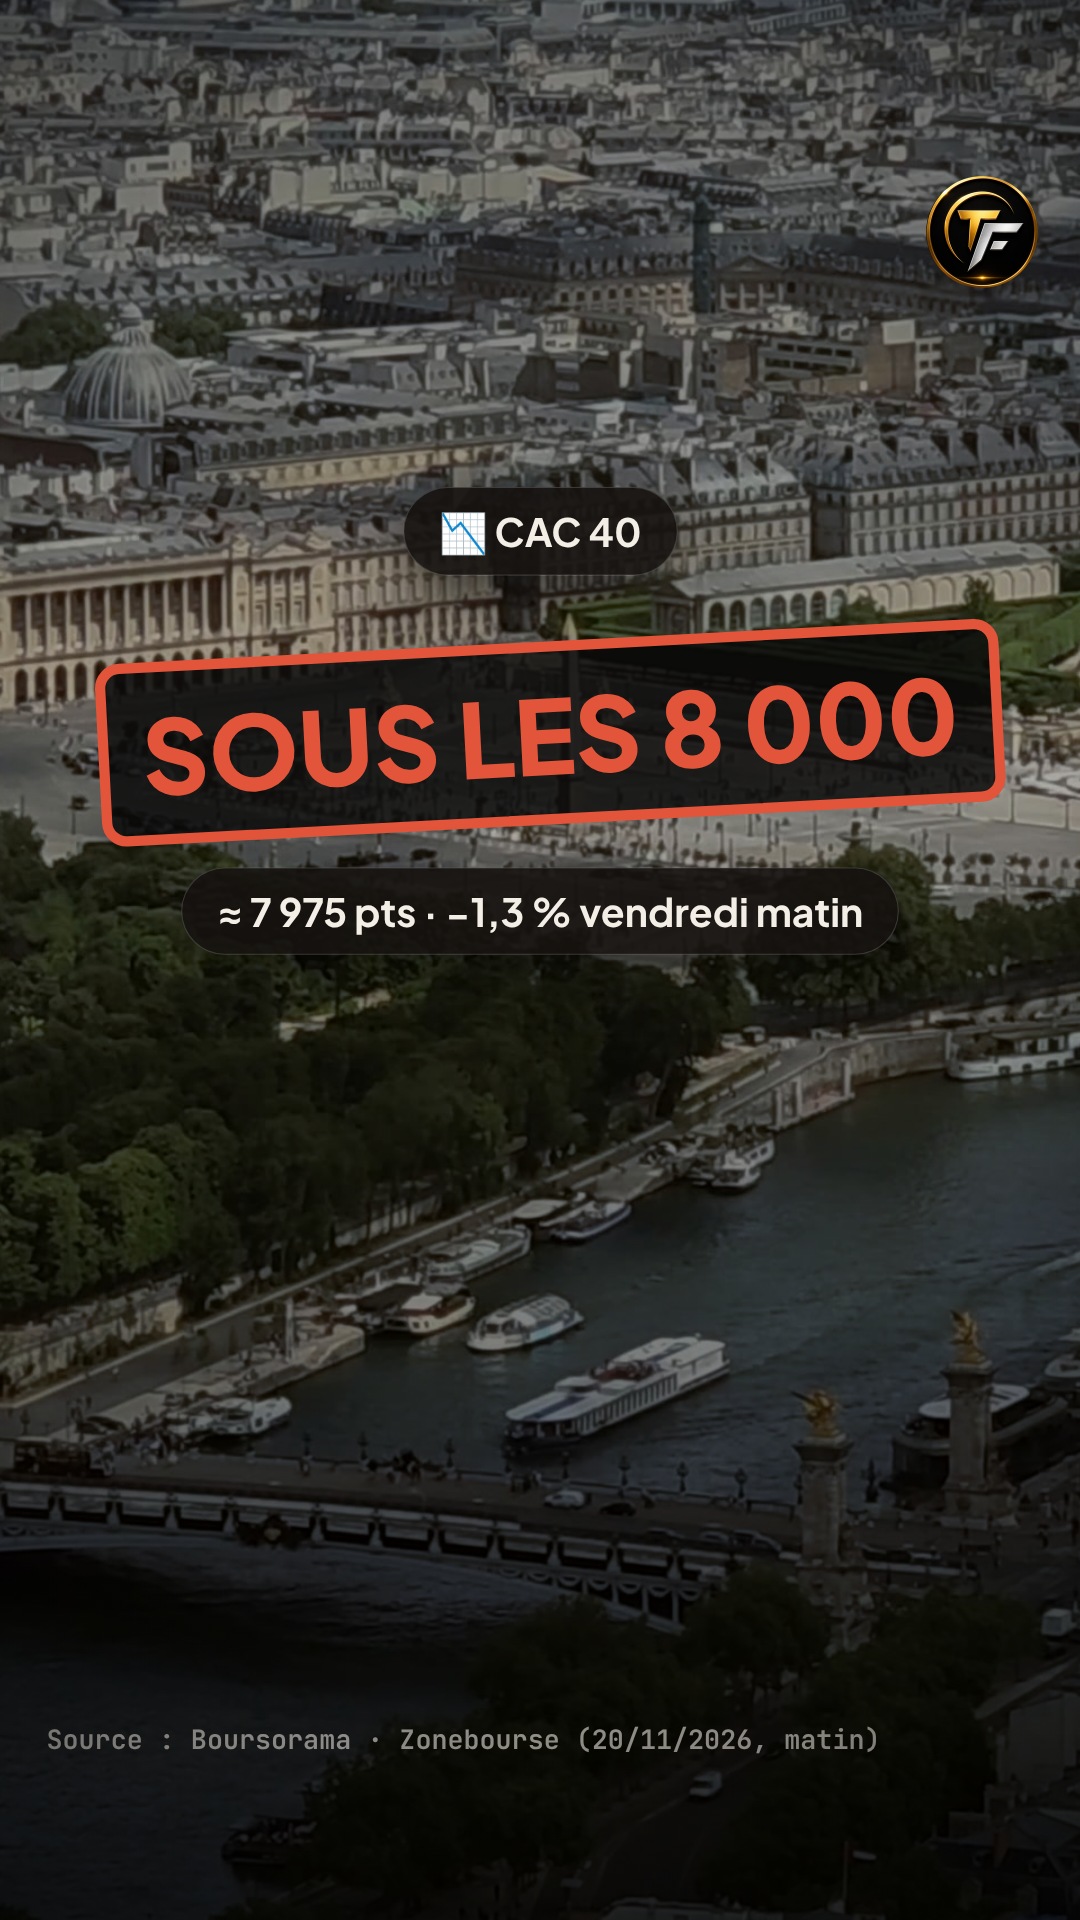 TF
📉 CAC 40
SOUS LES 8 000
≈ 7 975 pts · −1,3 % vendredi matin
Source : Boursorama · Zonebourse (20/11/2026, matin)